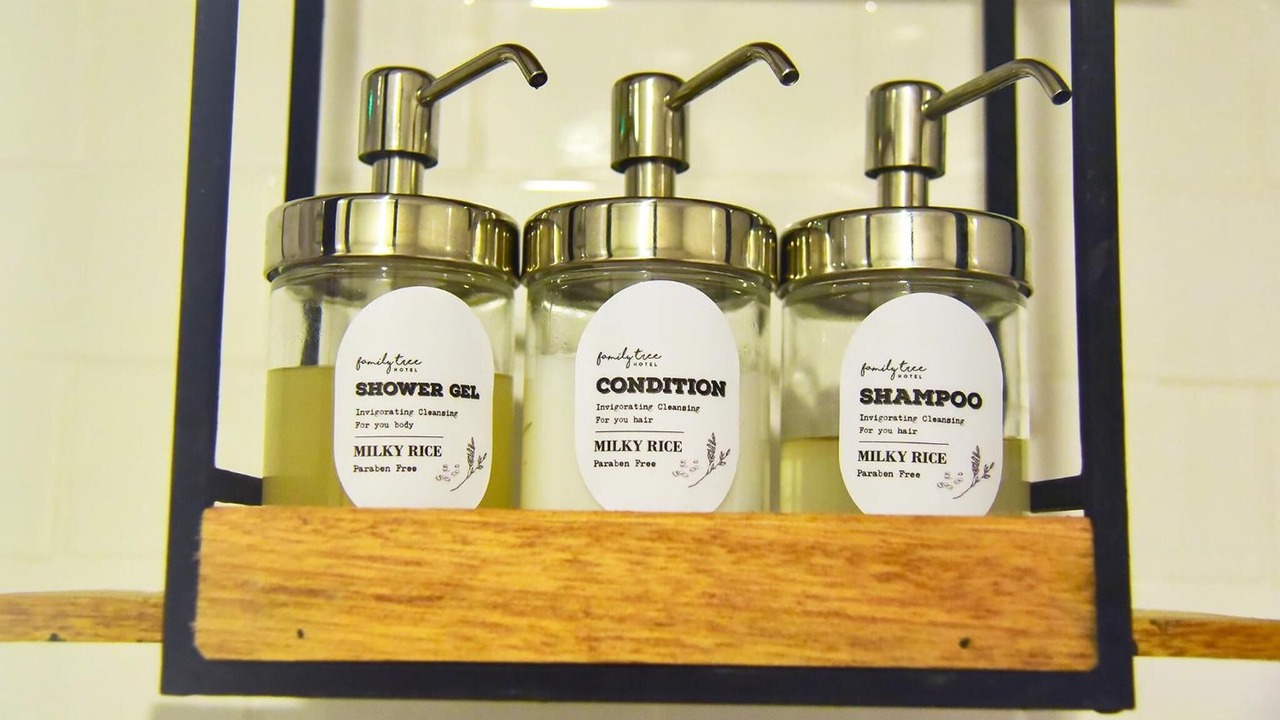 family tree
HOTEL
SHOWER GEL
Invigorating Cleansing
For you body
MILKY RICE
Paraben Free
family tree
HOTEL
CONDITION
Invigorating Cleansing
For you hair
MILKY RICE
Paraben Free
family tree
HOTEL
SHAMPOO
Invigorating Cleansing
For you hair
MILKY RICE
Paraben Free